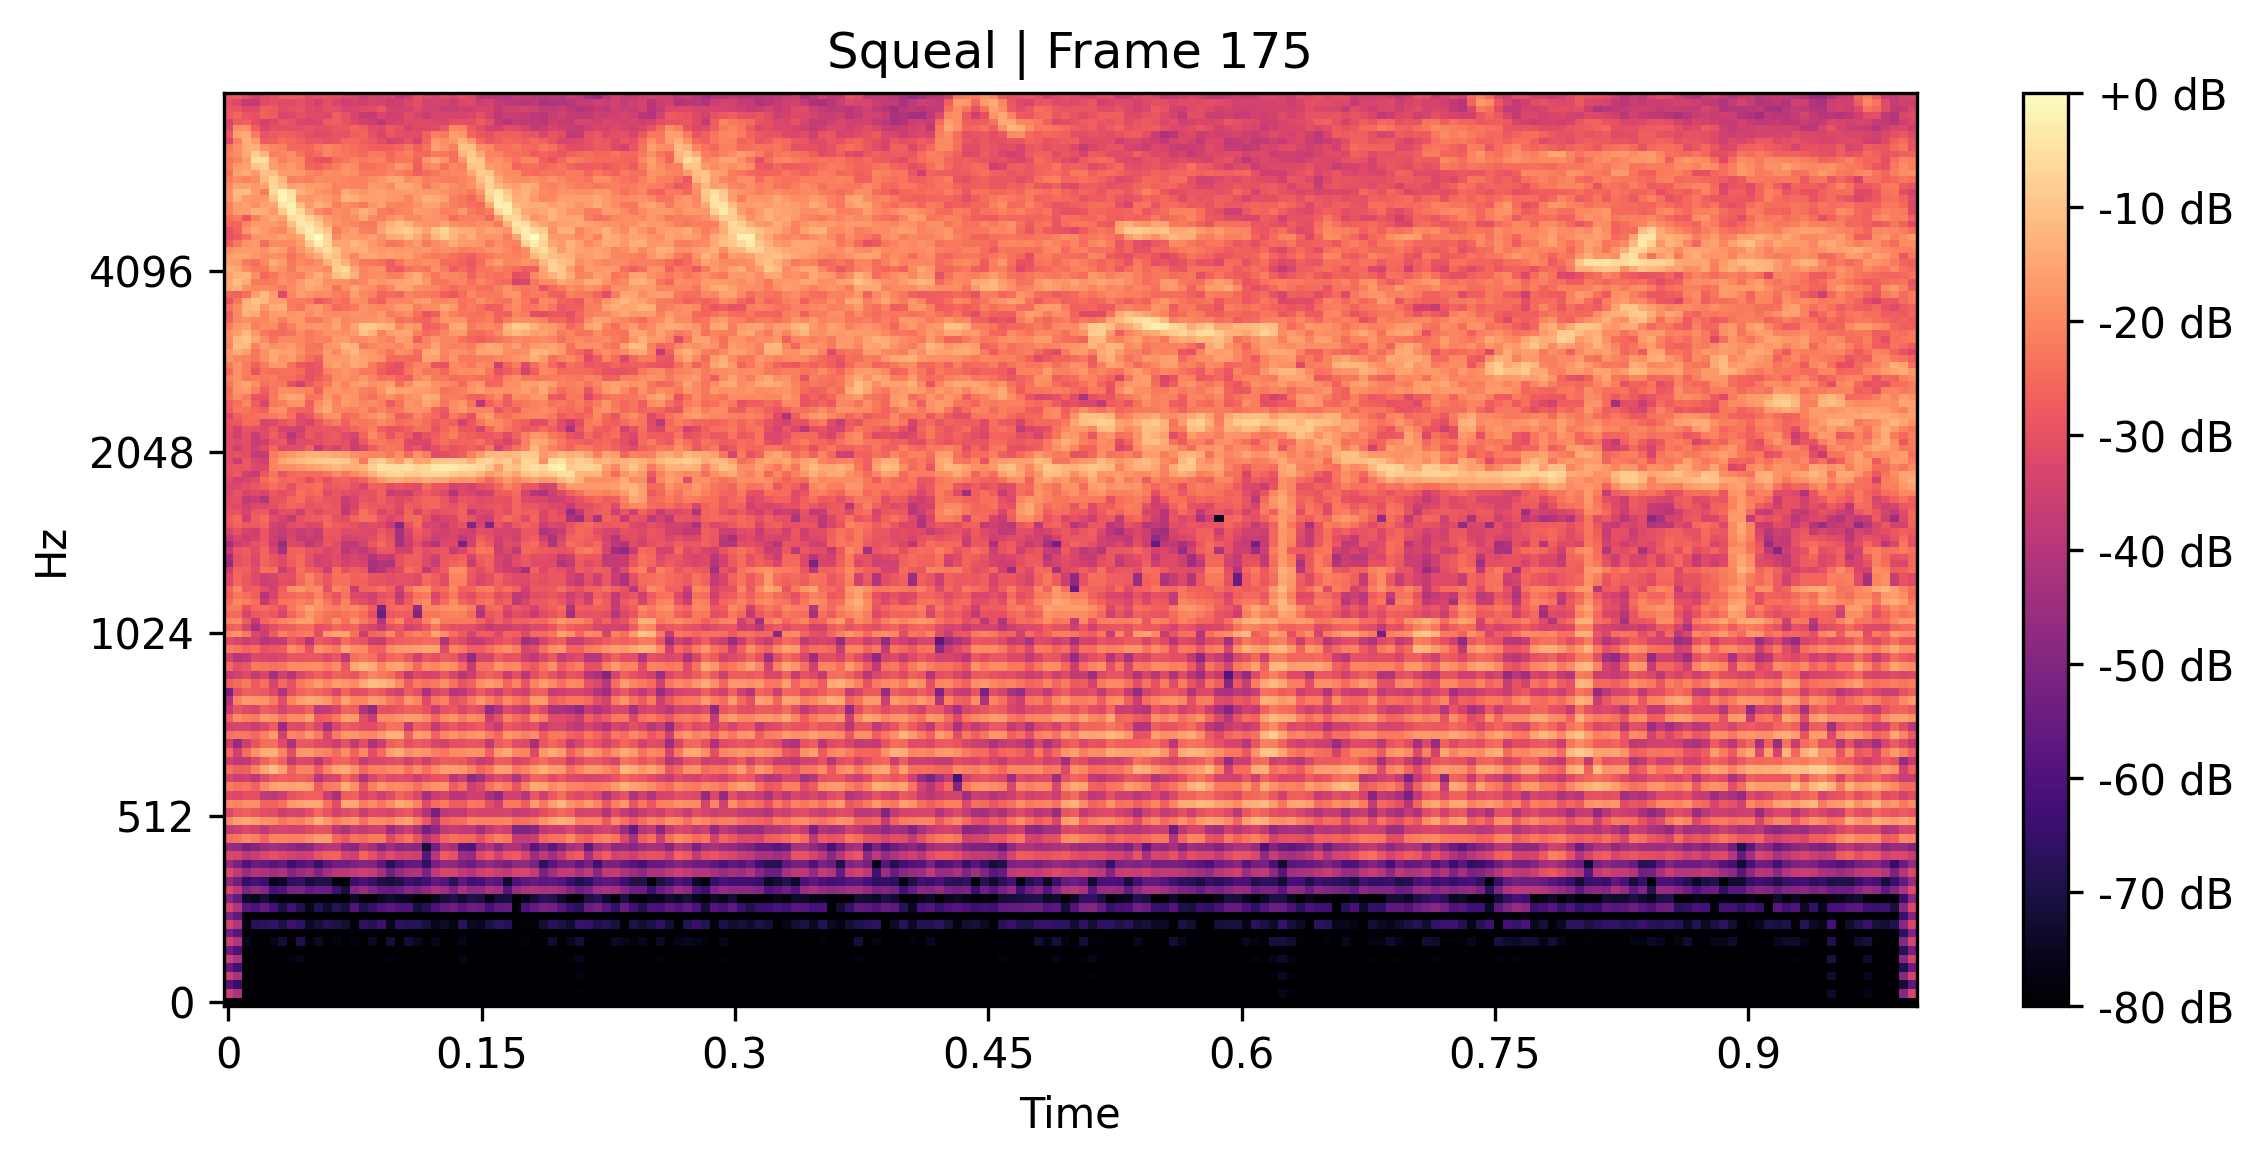 Squeal | Frame 175
+0 dB
-10 dB
-20 dB
-30 dB
-40 dB
-50 dB
-60 dB
-70 dB
-80 dB
Hz
4096
2048
1024
512
0
0 0.15 0.3 0.45 0.6 0.75 0.9
Time